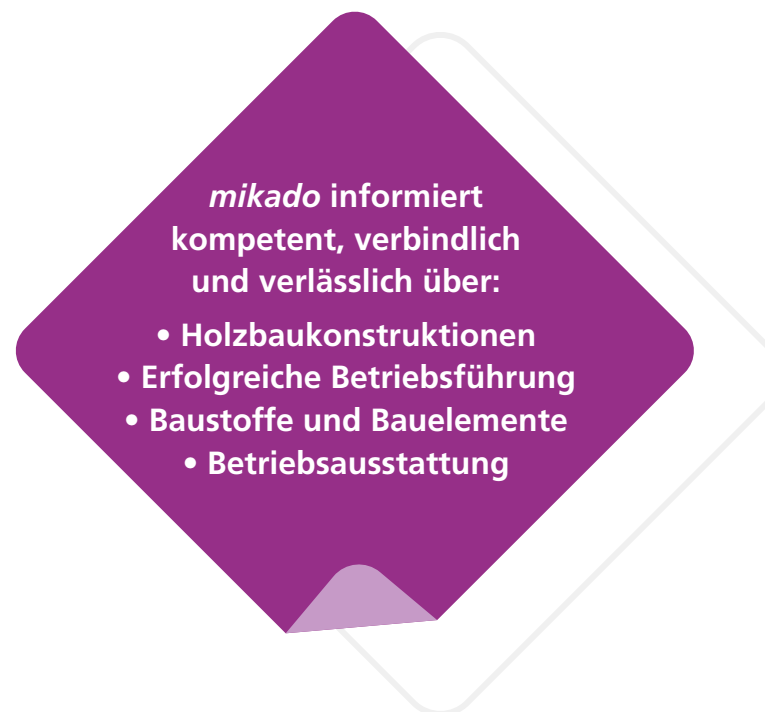 mikado informiert
kompetent, verbindlich
und verlässlich über:
• Holzbaukonstruktionen
• Erfolgreiche Betriebsführung
• Baustoffe und Bauelemente
• Betriebsausstattung